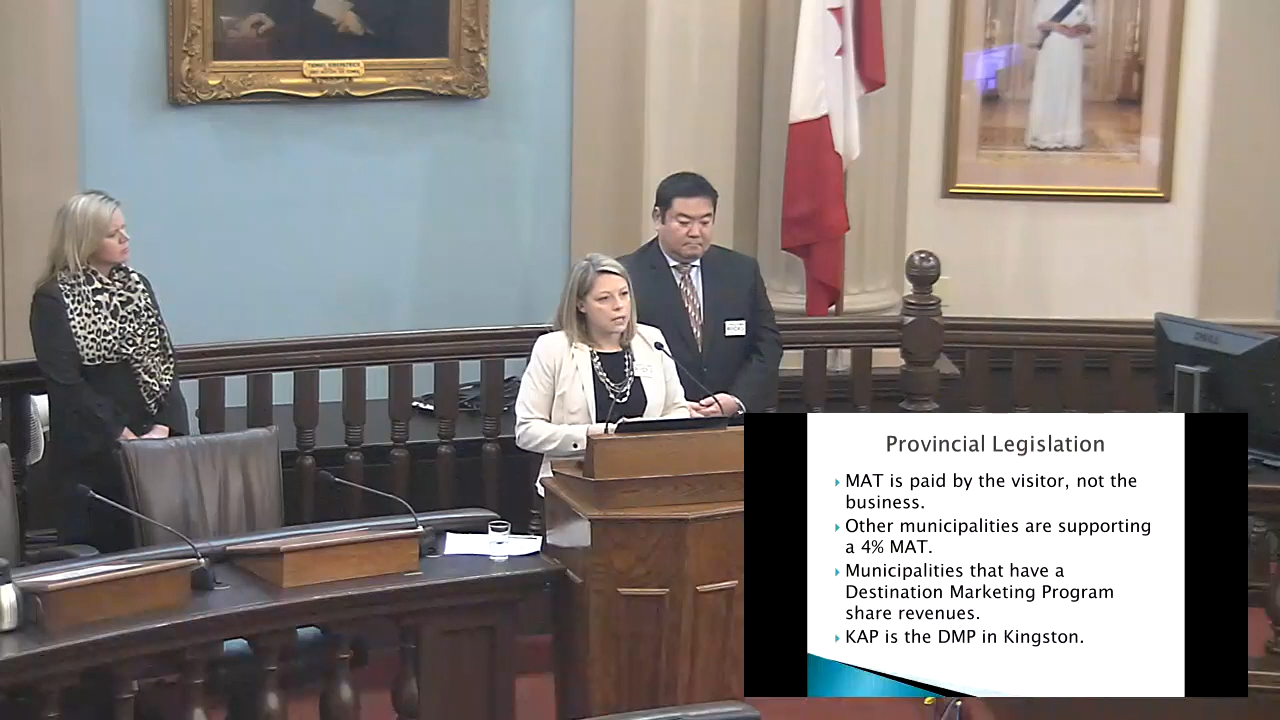 Provincial Legislation
MAT is paid by the visitor, not the
business.
Other municipalities are supporting
a 4% MAT.
Municipalities that have a
Destination Marketing Program
share revenues.
KAP is the DMP in Kingston.